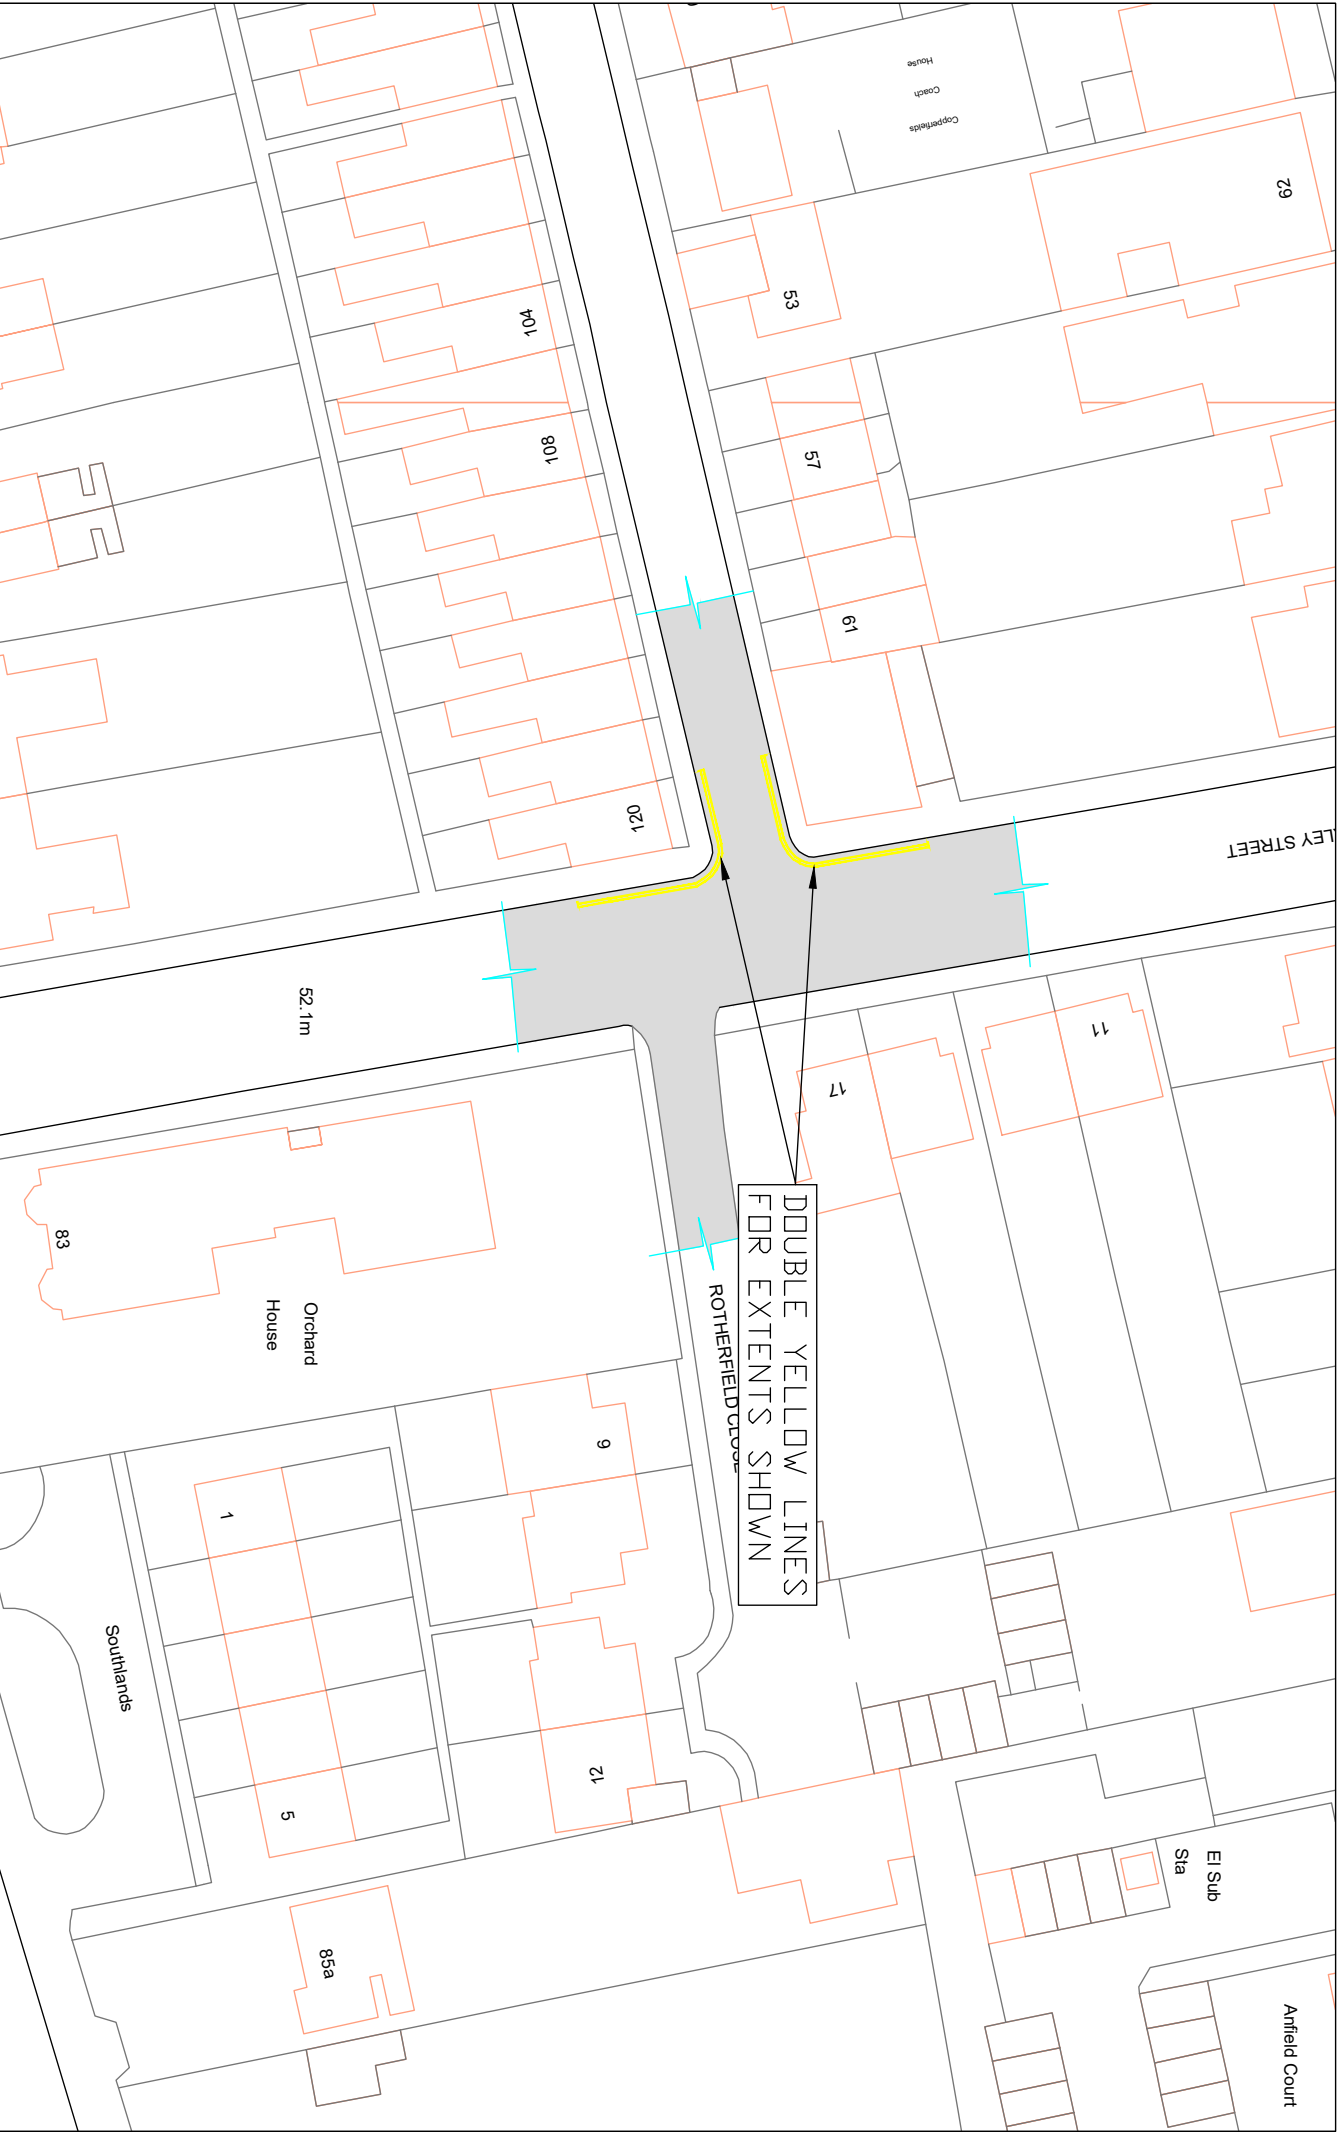 Copperfields
Coach
House
62
53
104
57
108
61
120
LEY STREET
52.1m
11
17
DOUBLE YELLOW LINES
FOR EXTENTS SHOWN
ROTHERFIELD CLOSE
83
Orchard
House
9
1
Southlands
12
5
El Sub
Sta
85a
Anfield Court